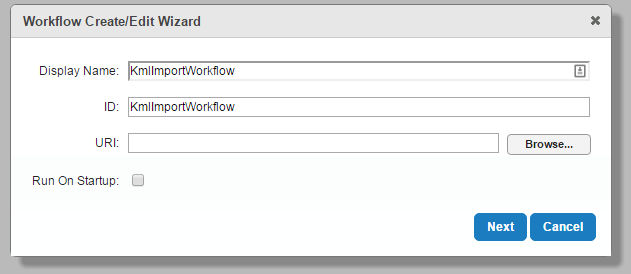 Workflow Create/Edit Wizard
Display Name: KmlImportWorkflow
ID: KmlImportWorkflow
URI: Browse...
Run On Startup:
Next Cancel